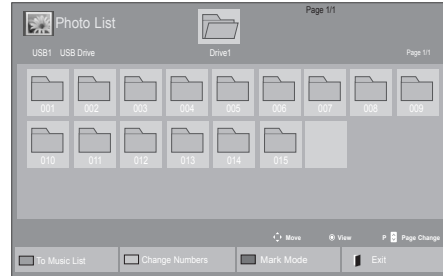 Page 1/1
Photo List
USB1 USB Drive Drive1 Page 1/1
001 002 003 004 005 006 007 008 009
010 011 012 013 014 015
Move View P Page Change
To Music List Change Numbers Mark Mode Exit